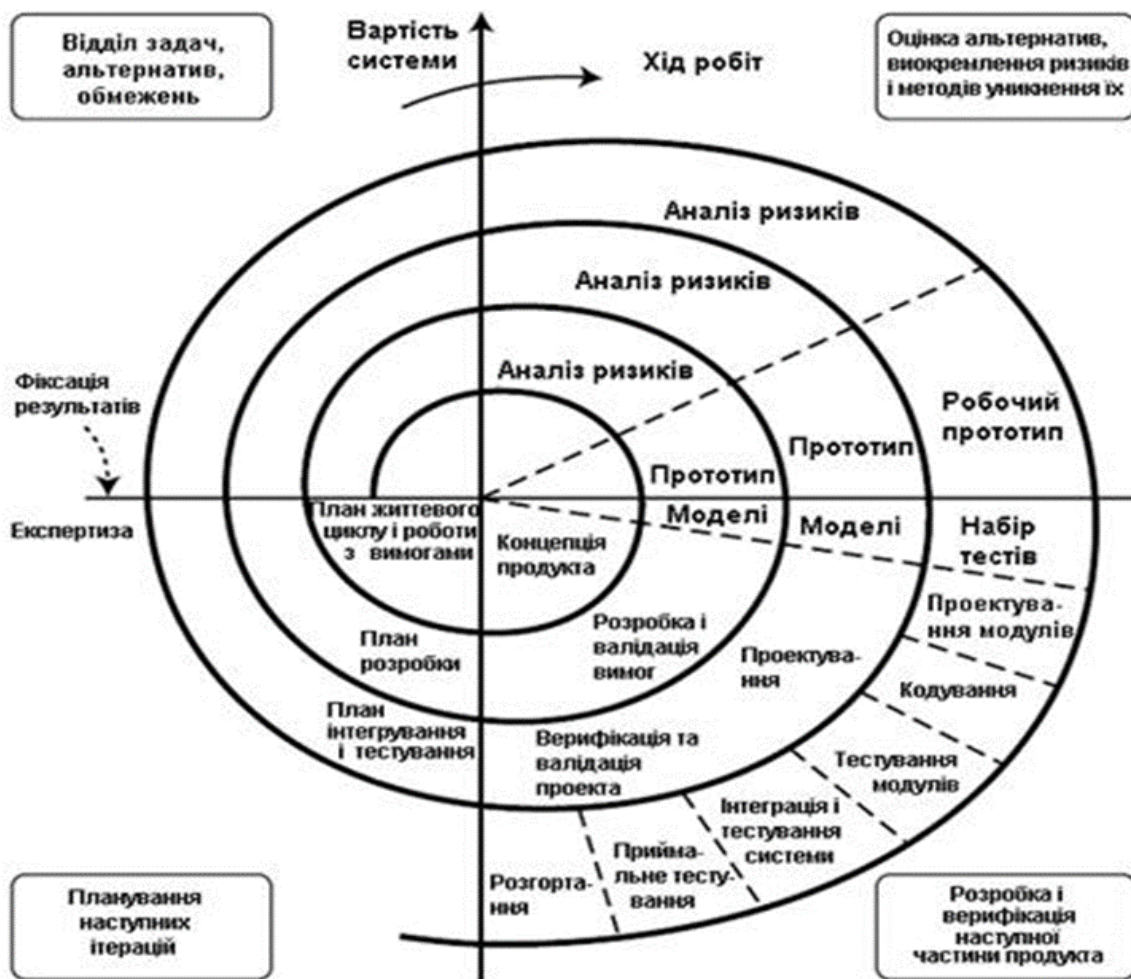 Відділ задач,
альтернатив,
обмежень
Вартість
системи
Хід робіт
Оцінка альтернатив,
виокремлення ризиків
і методів уникнення їх
Аналіз ризиків
Аналіз ризиків
Аналіз ризиків
Фіксація
результатів
Експертиза
Робочий
прототип
Прототип
Прототип
План життевого
циклу і роботи
з вимогами
Концепція
продукта
Моделі
Моделі
Набір
тестів
План
розробки
Розробка і
валідація
вимог
Проектува-
ння
Проектува-
ння модулів
Кодування
Тестування
модулів
План
інтегрування
і тестування
Верифікація та
валідація
проекта
Інтеграція і
тестування
системи
Прийма-
льне тесту-
вання
Розгорта-
ння
Планування
наступних
ітерацій
Розробка і
верифікація
наступної
частини продукта